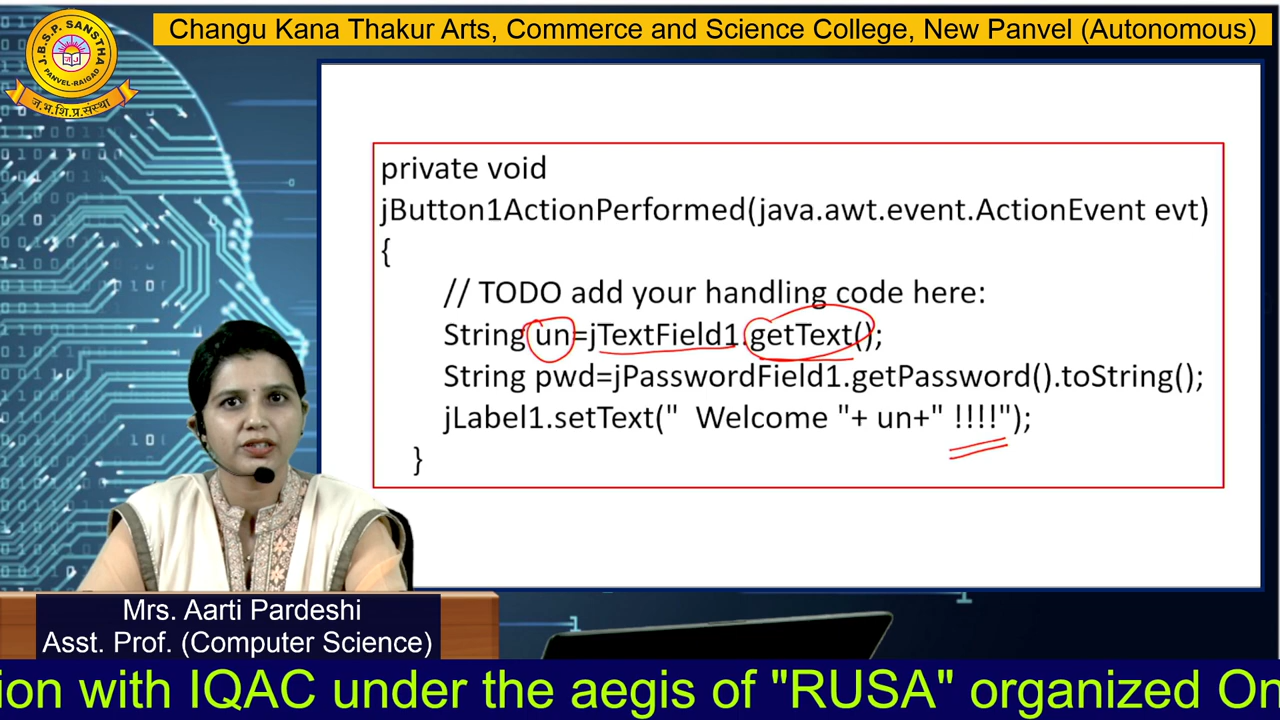 Changu Kana Thakur Arts, Commerce and Science College, New Panvel (Autonomous)
J.B.S.P. SANSTHA
PANVEL-RAIGAD
ज.भ.शि.प्र.संस्था
private void
jButton1ActionPerformed(java.awt.event.ActionEvent evt)
{
// TODO add your handling code here:
String un=jTextField1.getText();
String pwd=jPasswordField1.getPassword().toString();
jLabel1.setText("  Welcome "+ un+" !!!!");
}
Mrs. Aarti Pardeshi
Asst. Prof. (Computer Science)
ion with IQAC under the aegis of "RUSA" organized On